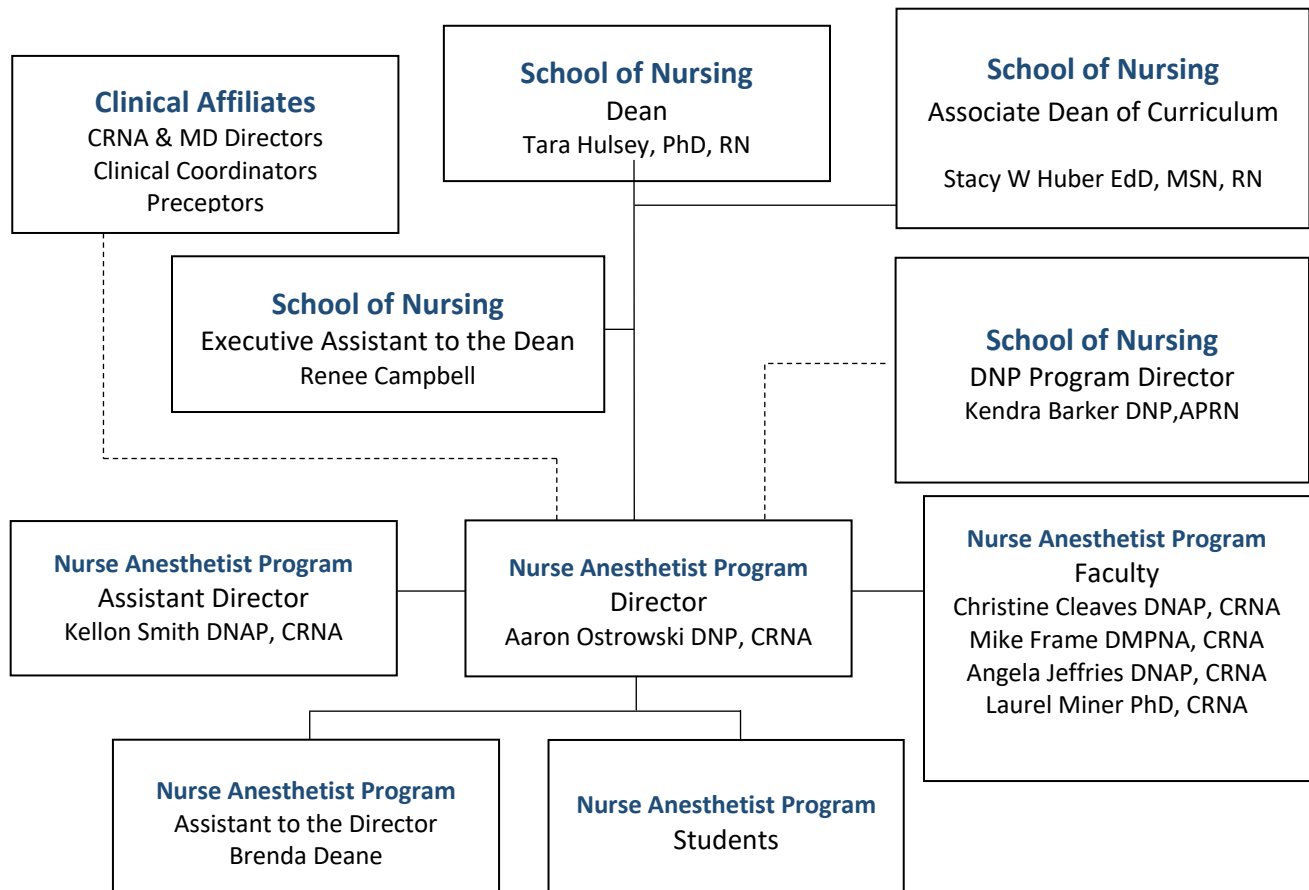 Clinical Affiliates
CRNA & MD Directors
Clinical Coordinators
Preceptors
School of Nursing
Dean
Tara Hulsey, PhD, RN
School of Nursing
Associate Dean of Curriculum
Stacy W Huber EdD, MSN, RN
School of Nursing
Executive Assistant to the Dean
Renee Campbell
School of Nursing
DNP Program Director
Kendra Barker DNP,APRN
Nurse Anesthetist Program
Assistant Director
Kellon Smith DNAP, CRNA
Nurse Anesthetist Program
Director
Aaron Ostrowski DNP, CRNA
Nurse Anesthetist Program
Faculty
Christine Cleaves DNAP, CRNA
Mike Frame DMPNA, CRNA
Angela Jeffries DNAP, CRNA
Laurel Miner PhD, CRNA
Nurse Anesthetist Program
Assistant to the Director
Brenda Deane
Nurse Anesthetist Program
Students